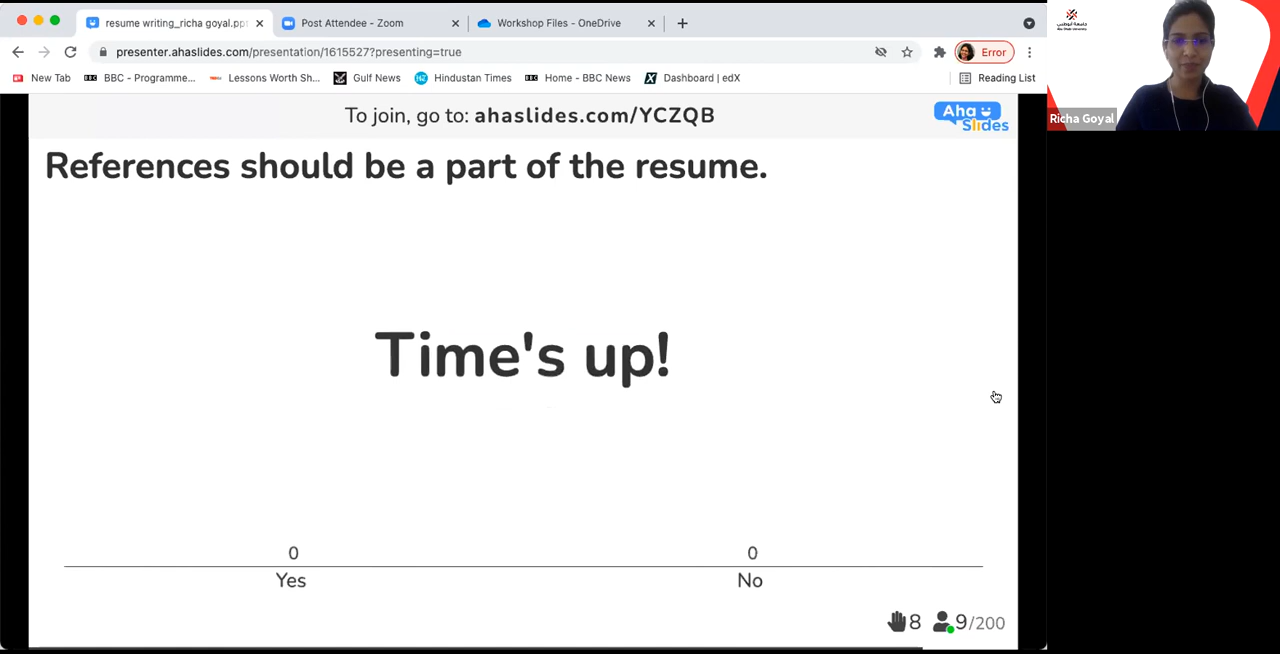 resume writing_richa goyal.ppt
Post Attendee - Zoom
Workshop Files - OneDrive
presenter.ahaslides.com/presentation/1615527?presenting=true
Error
New Tab
BBC - Programme...
Lessons Worth Sh...
Gulf News
Hindustan Times
Home - BBC News
Dashboard | edX
Reading List
To join, go to: ahaslides.com/YCZQB
Aha
Slides
References should be a part of the resume.
Time's up!
0
0
Yes
No
8
9/200
Richa Goyal